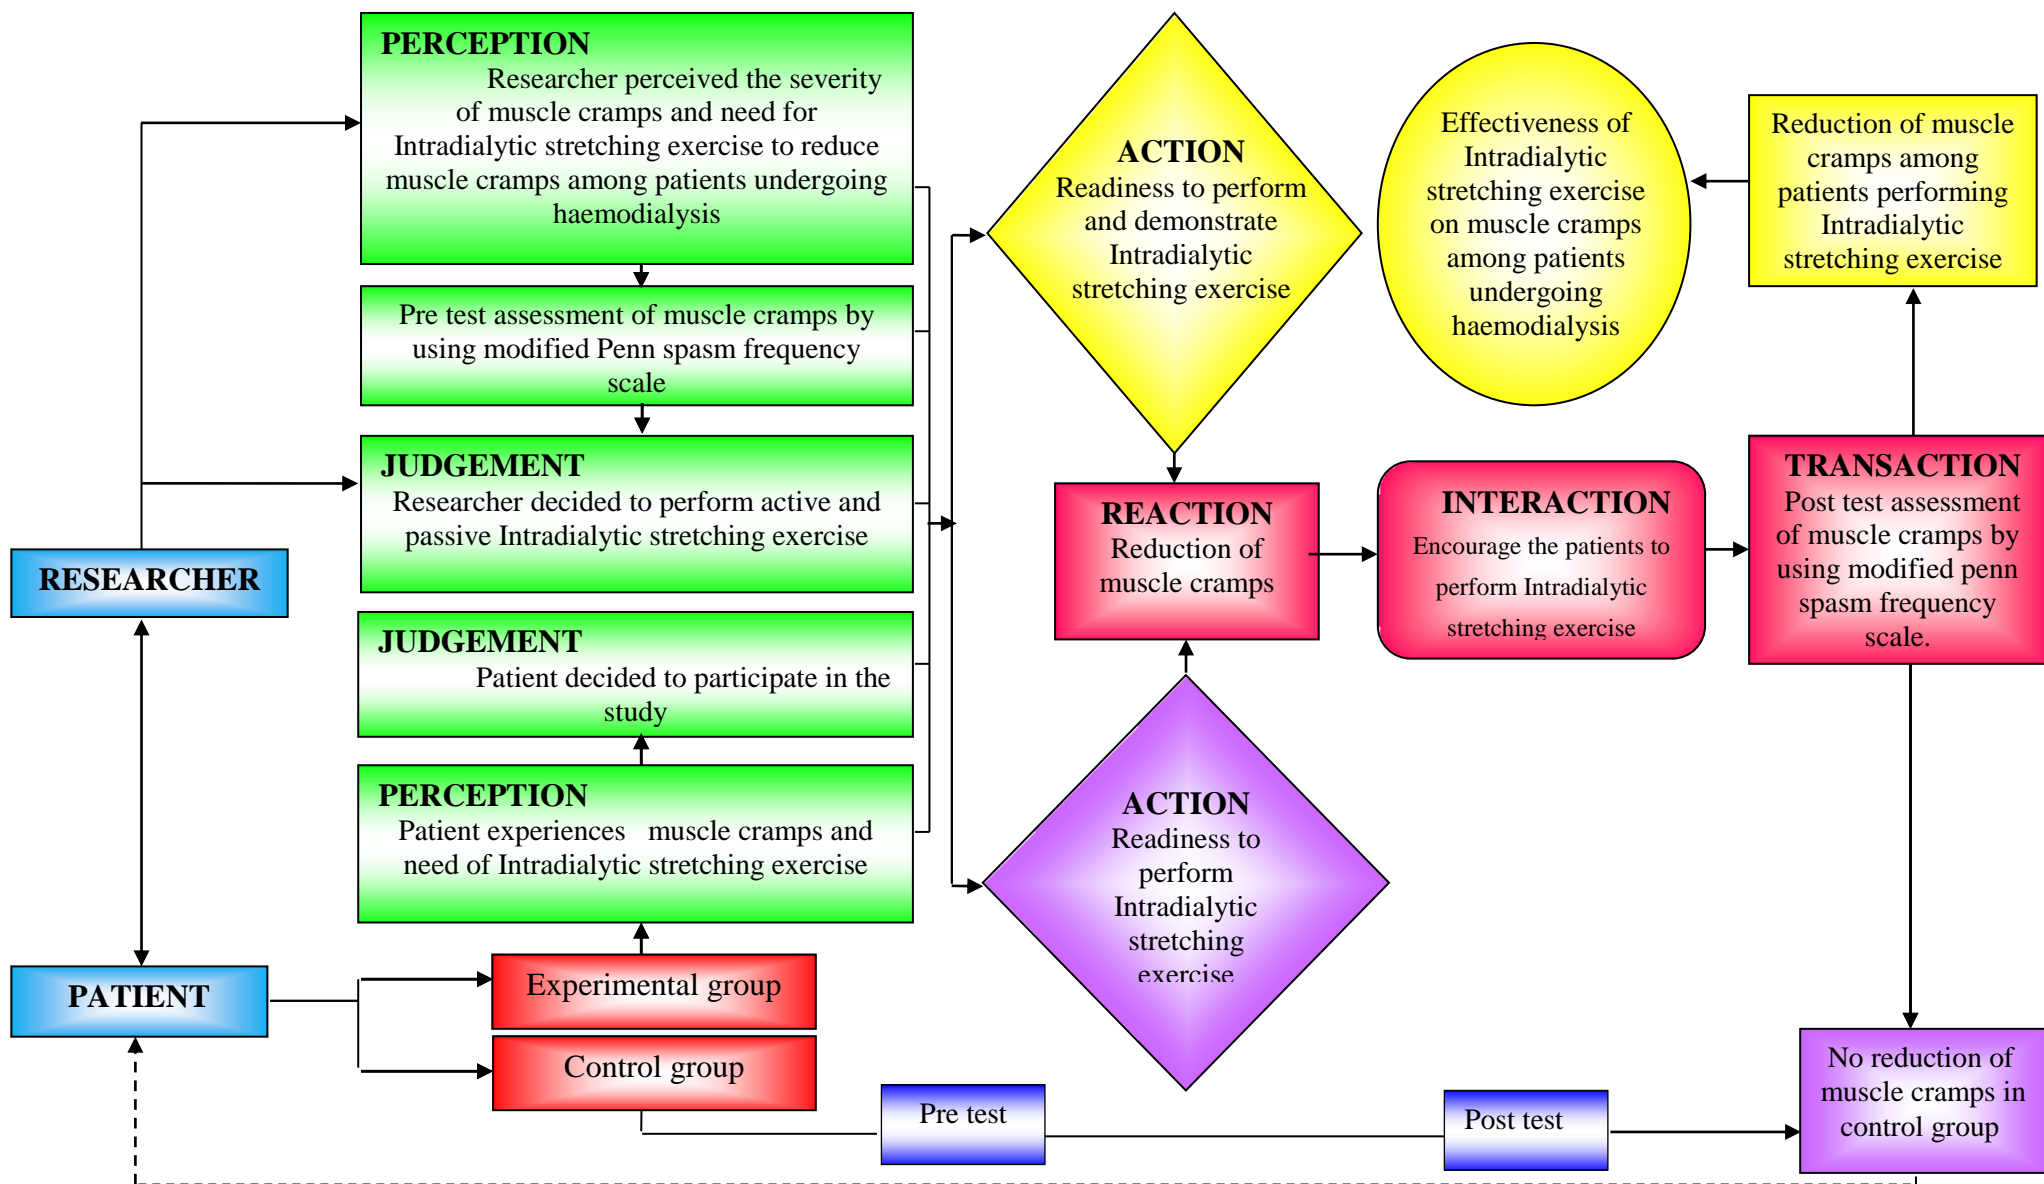 PERCEPTION
Researcher perceived the severity
of muscle cramps and need for
Intradialytic stretching exercise to reduce
muscle cramps among patients undergoing
haemodialysis
Pre test assessment of muscle cramps by
using modified Penn spasm frequency
scale
JUDGEMENT
Researcher decided to perform active and
passive Intradialytic stretching exercise
RESEARCHER
JUDGEMENT
Patient decided to participate in the
study
PERCEPTION
Patient experiences muscle cramps and
need of Intradialytic stretching exercise
PATIENT
Experimental group
Control group
ACTION
Readiness to perform
and demonstrate
Intradialytic
stretching exercise
REACTION
Reduction of
muscle cramps
ACTION
Readiness to
perform
Intradialytic
stretching
exercise
INTERACTION
Encourage the patients to
perform Intradialytic
stretching exercise
TRANSACTION
Post test assessment
of muscle cramps by
using modified penn
spasm frequency
scale.
Reduction of muscle
cramps among
patients performing
Intradialytic
stretching exercise
Effectiveness of
Intradialytic
stretching exercise
on muscle cramps
among patients
undergoing
haemodialysis
Pre test
Post test
No reduction of
muscle cramps in
control group